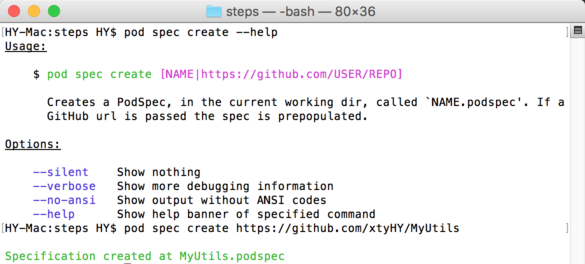 steps — -bash — 80×36
[HY-Mac:steps HY$ pod spec create --help ]
Usage:
$ pod spec create [NAME|https://github.com/USER/REPO]
Creates a PodSpec, in the current working dir, called `NAME.podspec'. If a
GitHub url is passed the spec is prepopulated.
Options:
--silent Show nothing
--verbose Show more debugging information
--no-ansi Show output without ANSI codes
--help Show help banner of specified command
[HY-Mac:steps HY$ pod spec create https://github.com/xtyHY/MyUtils ]
Specification created at MyUtils.podspec